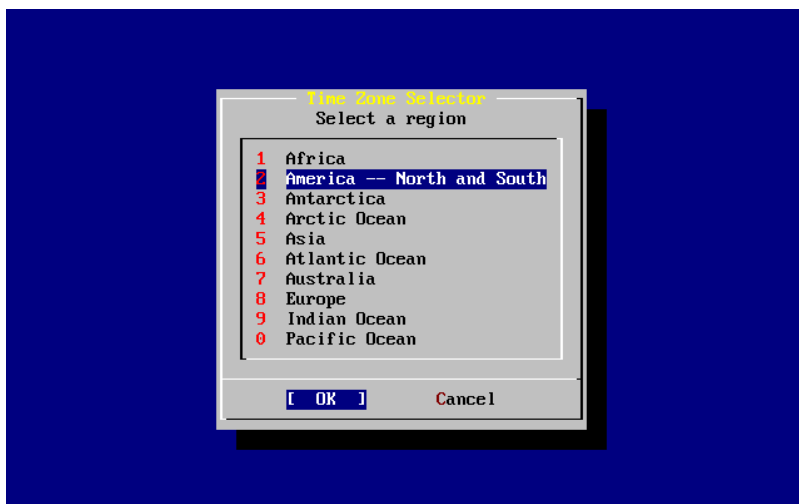 Time Zone Selector
Select a region
1 Africa
2 America -- North and South
3 Antarctica
4 Arctic Ocean
5 Asia
6 Atlantic Ocean
7 Australia
8 Europe
9 Indian Ocean
0 Pacific Ocean
[ OK ] Cancel